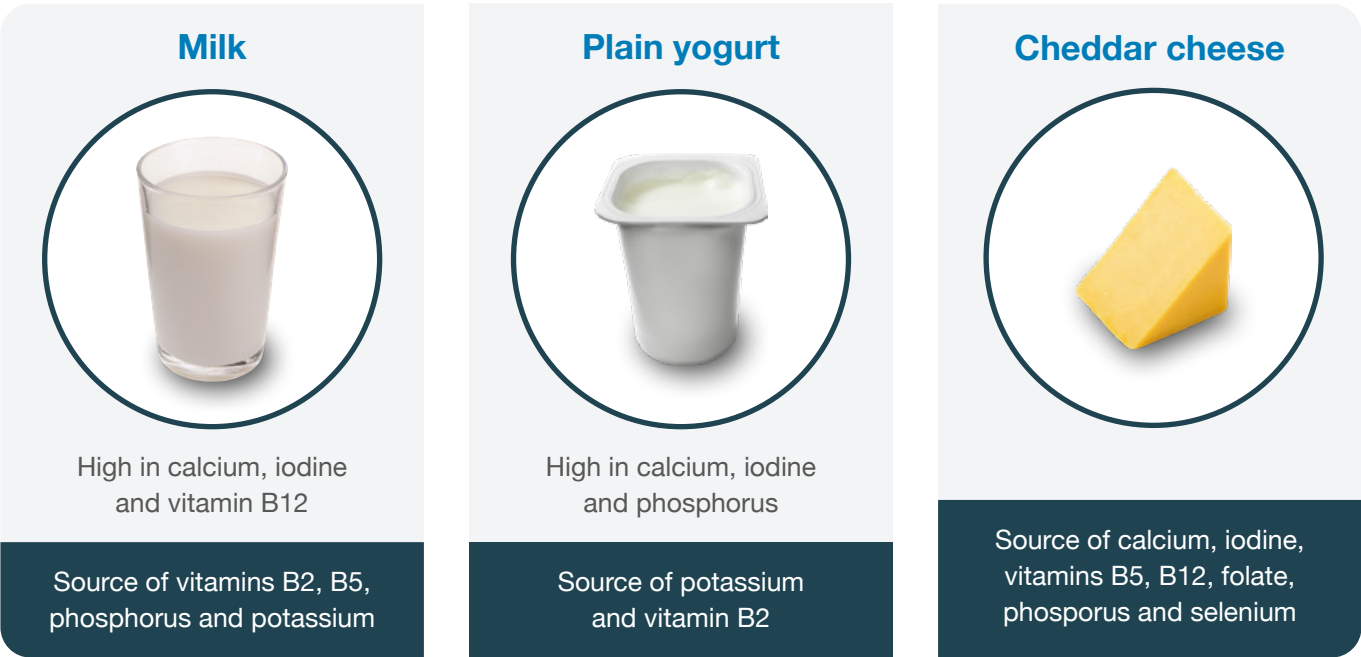 Milk
High in calcium, iodine
and vitamin B12
Source of vitamins B2, B5,
phosphorus and potassium
Plain yogurt
High in calcium, iodine
and phosphorus
Source of potassium
and vitamin B2
Cheddar cheese
Source of calcium, iodine,
vitamins B5, B12, folate,
phosporus and selenium